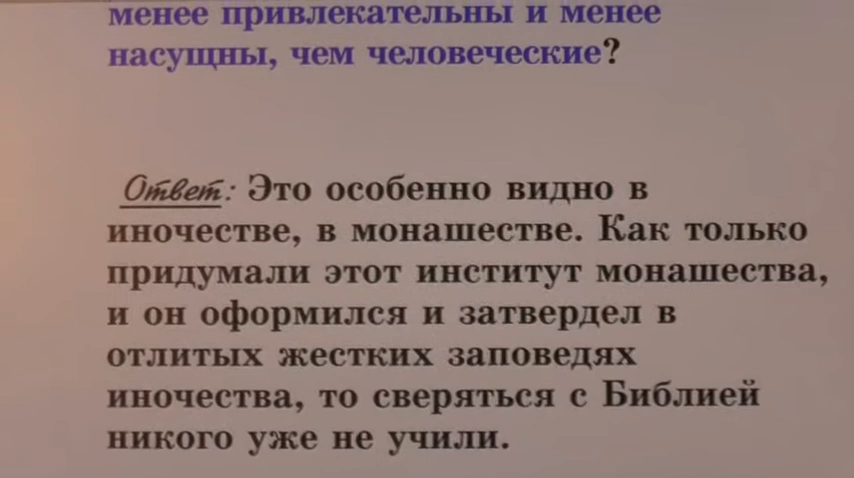 менее привлекательны и менее
насущны, чем человеческие?
Ответ: Это особенно видно в
иночестве, в монашестве. Как только
придумали этот институт монашества,
и он оформился и затвердел в
отлитых жестких заповедях
иночества, то сверяться с Библией
никого уже не учили.